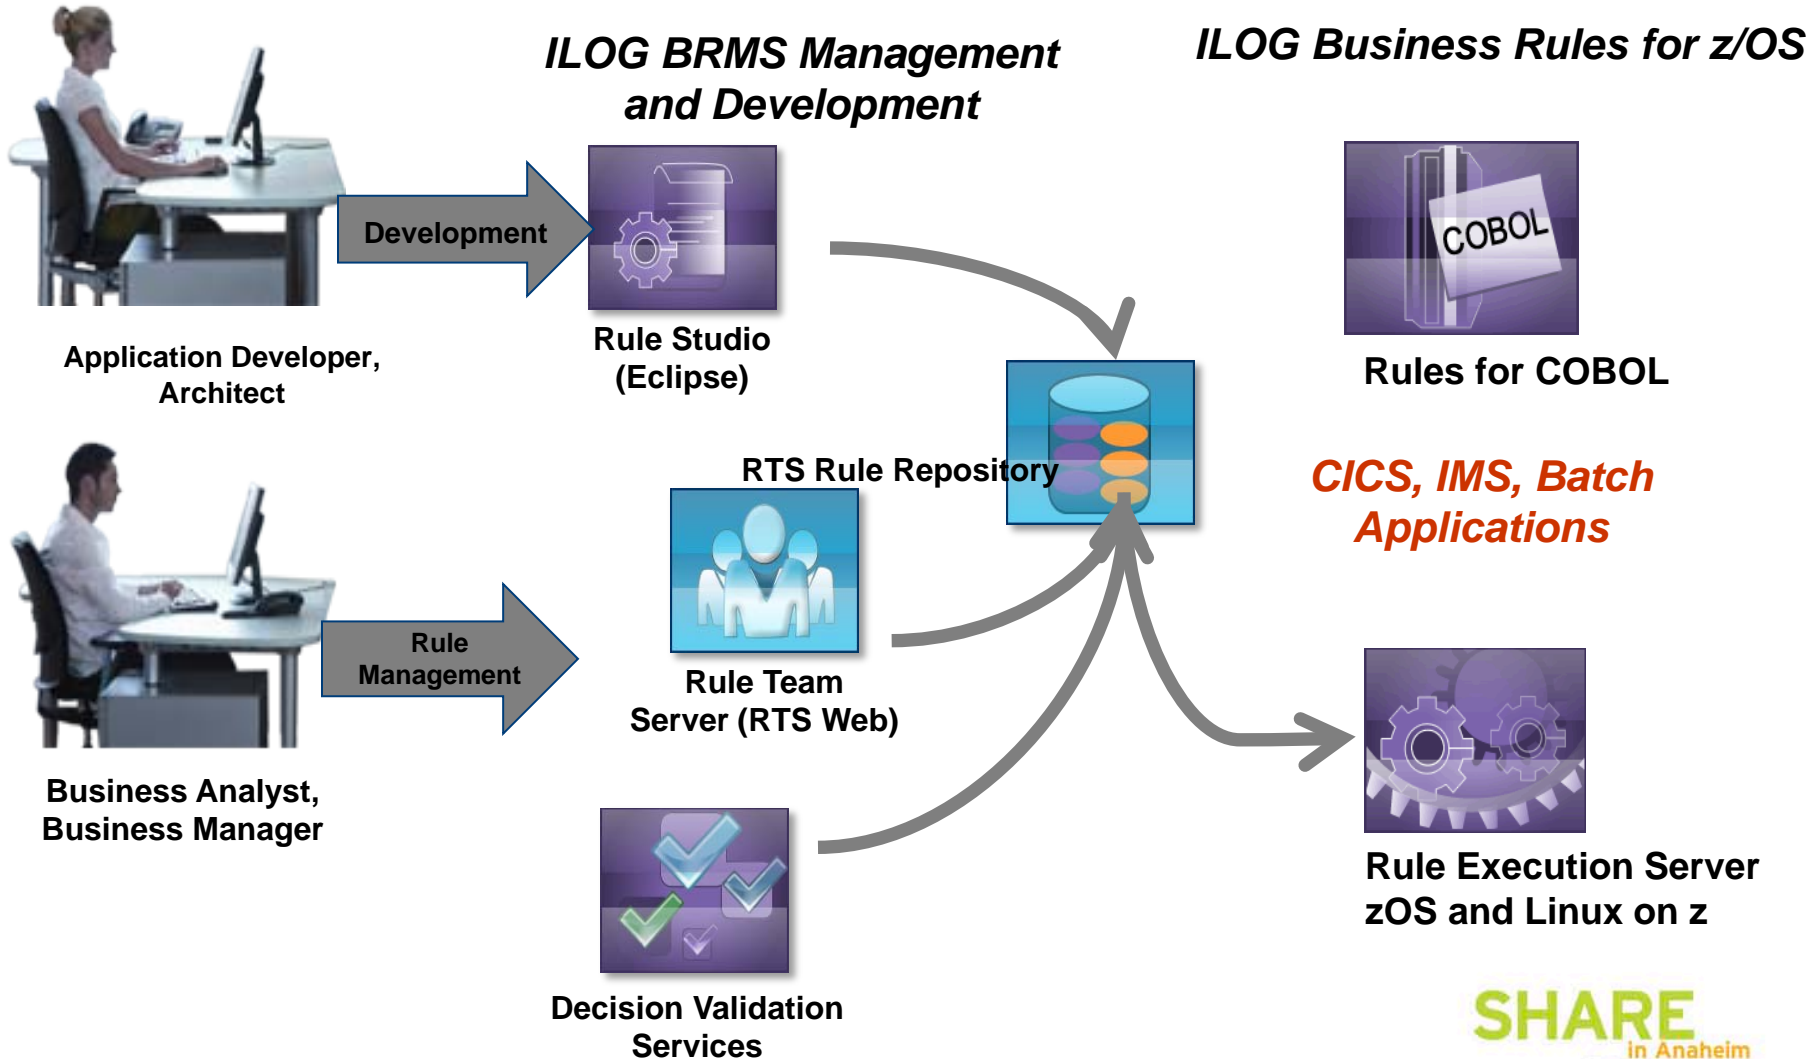 ILOG BRMS Management
and Development
ILOG Business Rules for z/OS
Development
COBOL
Rule Studio
(Eclipse)
Application Developer,
Architect
Rules for COBOL
RTS Rule Repository
CICS, IMS, Batch
Applications
Rule
Management
Rule Team
Server (RTS Web)
Business Analyst,
Business Manager
Rule Execution Server
zOS and Linux on z
Decision Validation
Services
SHARE
in Anaheim